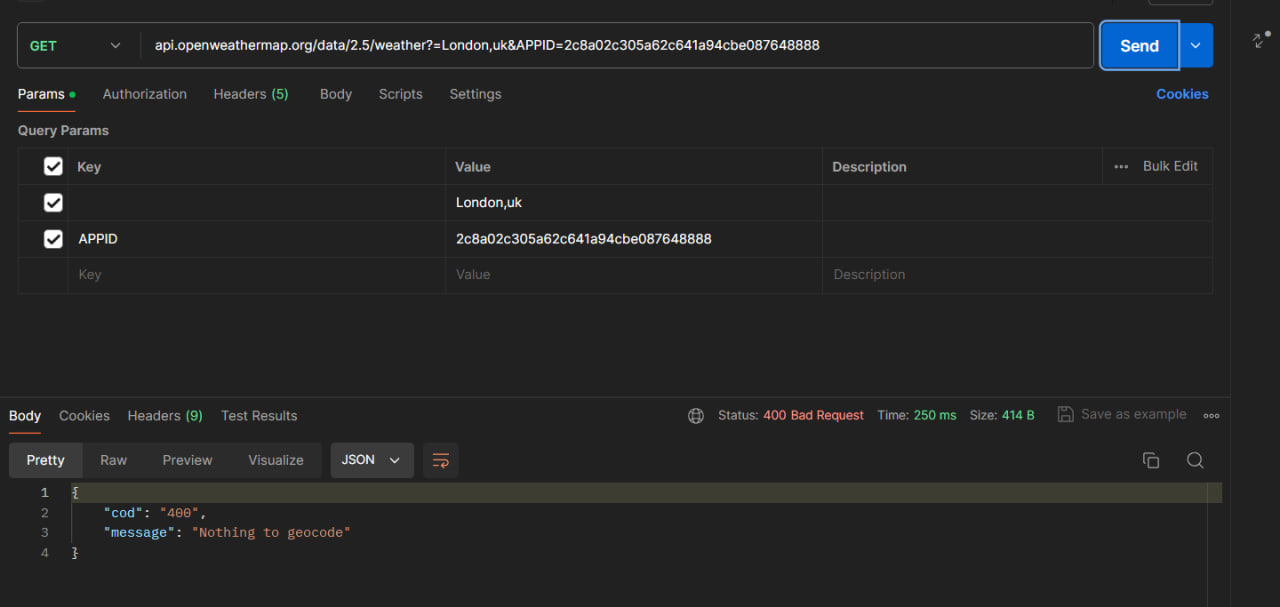 GET api.openweathermap.org/data/2.5/weather?=London,uk&APPID=2c8a02c305a62c641a94cbe087648888 Send
Params Authorization Headers (5) Body Scripts Settings Cookies
Query Params
Key Value Description Bulk Edit
London,uk
APPID 2c8a02c305a62c641a94cbe087648888
Key Value Description
Body Cookies Headers (9) Test Results Status: 400 Bad Request Time: 250 ms Size: 414 B Save as example
Pretty Raw Preview Visualize JSON
1 {
2 "cod": "400",
3 "message": "Nothing to geocode"
4 }